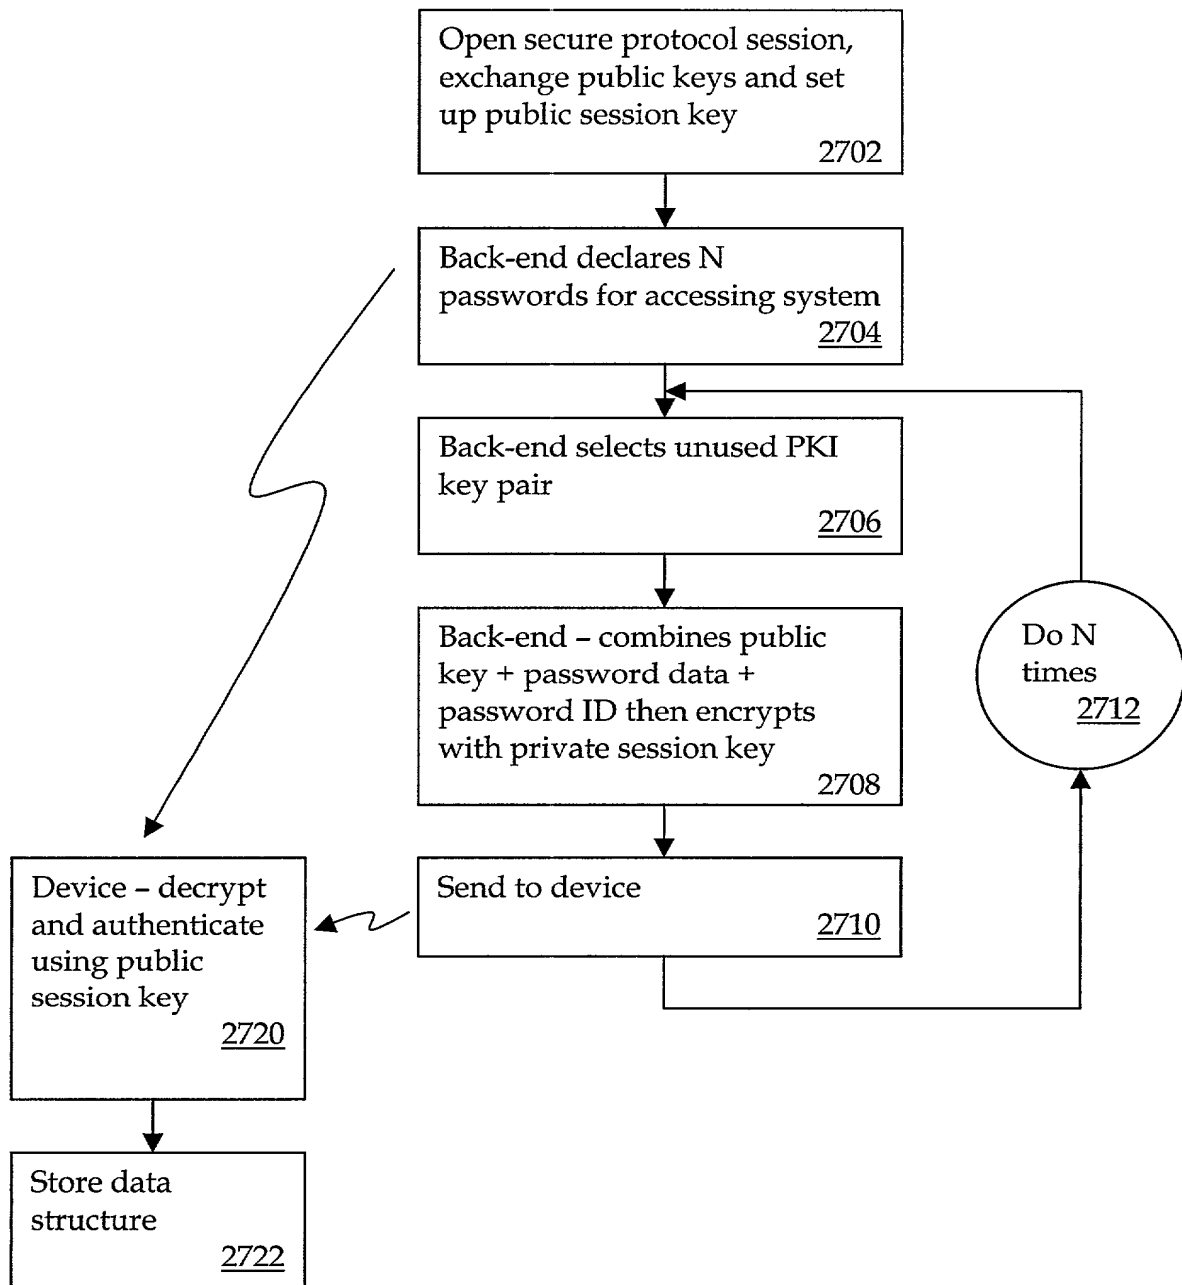 Open secure protocol session,
exchange public keys and set
up public session key
2702
Back-end declares N
passwords for accessing system
2704
Back-end selects unused PKI
key pair
2706
Back-end – combines public
key + password data +
password ID then encrypts
with private session key
2708
Do N
times
2712
Send to device
2710
Device – decrypt
and authenticate
using public
session key
2720
Store data
structure
2722